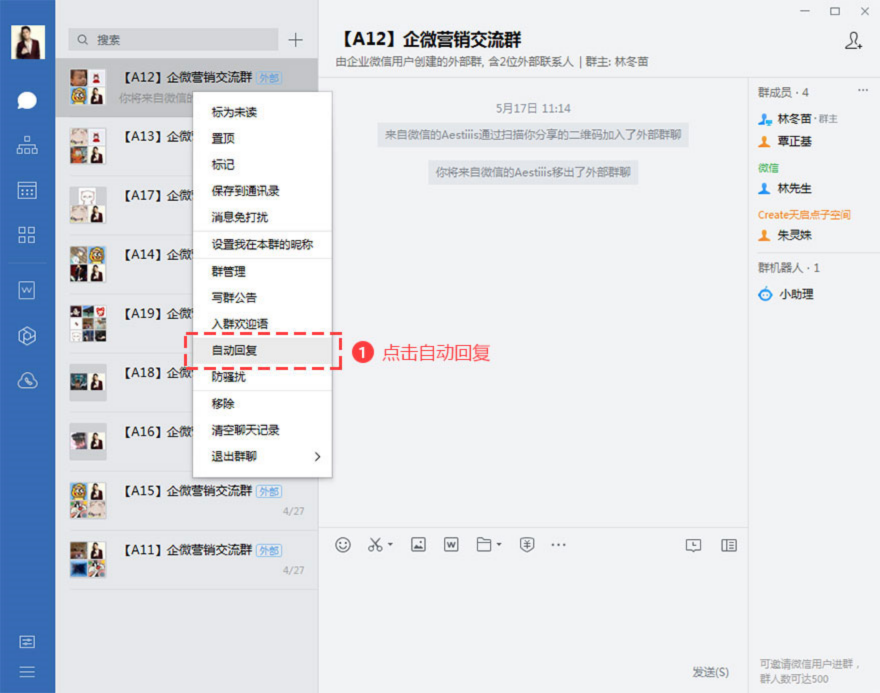 搜索
【A12】企微营销交流群 外部
你将来自微信的
【A13】企微
【A17】企微
【A14】企微
【A19】企微
【A18】企微
【A16】企微
【A15】企微营销交流群 外部
4/27
【A11】企微营销交流群 外部
4/27
标为未读
置顶
标记
保存到通讯录
消息免打扰
设置我在本群的昵称
群管理
写群公告
入群欢迎语
自动回复
防骚扰
移除
清空聊天记录
退出群聊
1 点击自动回复
【A12】企微营销交流群
由企业微信用户创建的外部群, 含2位外部联系人 | 群主: 林冬苗
5月17日 11:14
来自微信的Aestiiis通过扫描你分享的二维码加入了外部群聊
你将来自微信的Aestiiis移出了外部群聊
发送(S)
群成员 · 4
林冬苗 · 群主
覃正基
微信
林先生
Create天启点子空间
朱灵姝
群机器人 · 1
小助理
可邀请微信用户进群，
群人数可达500